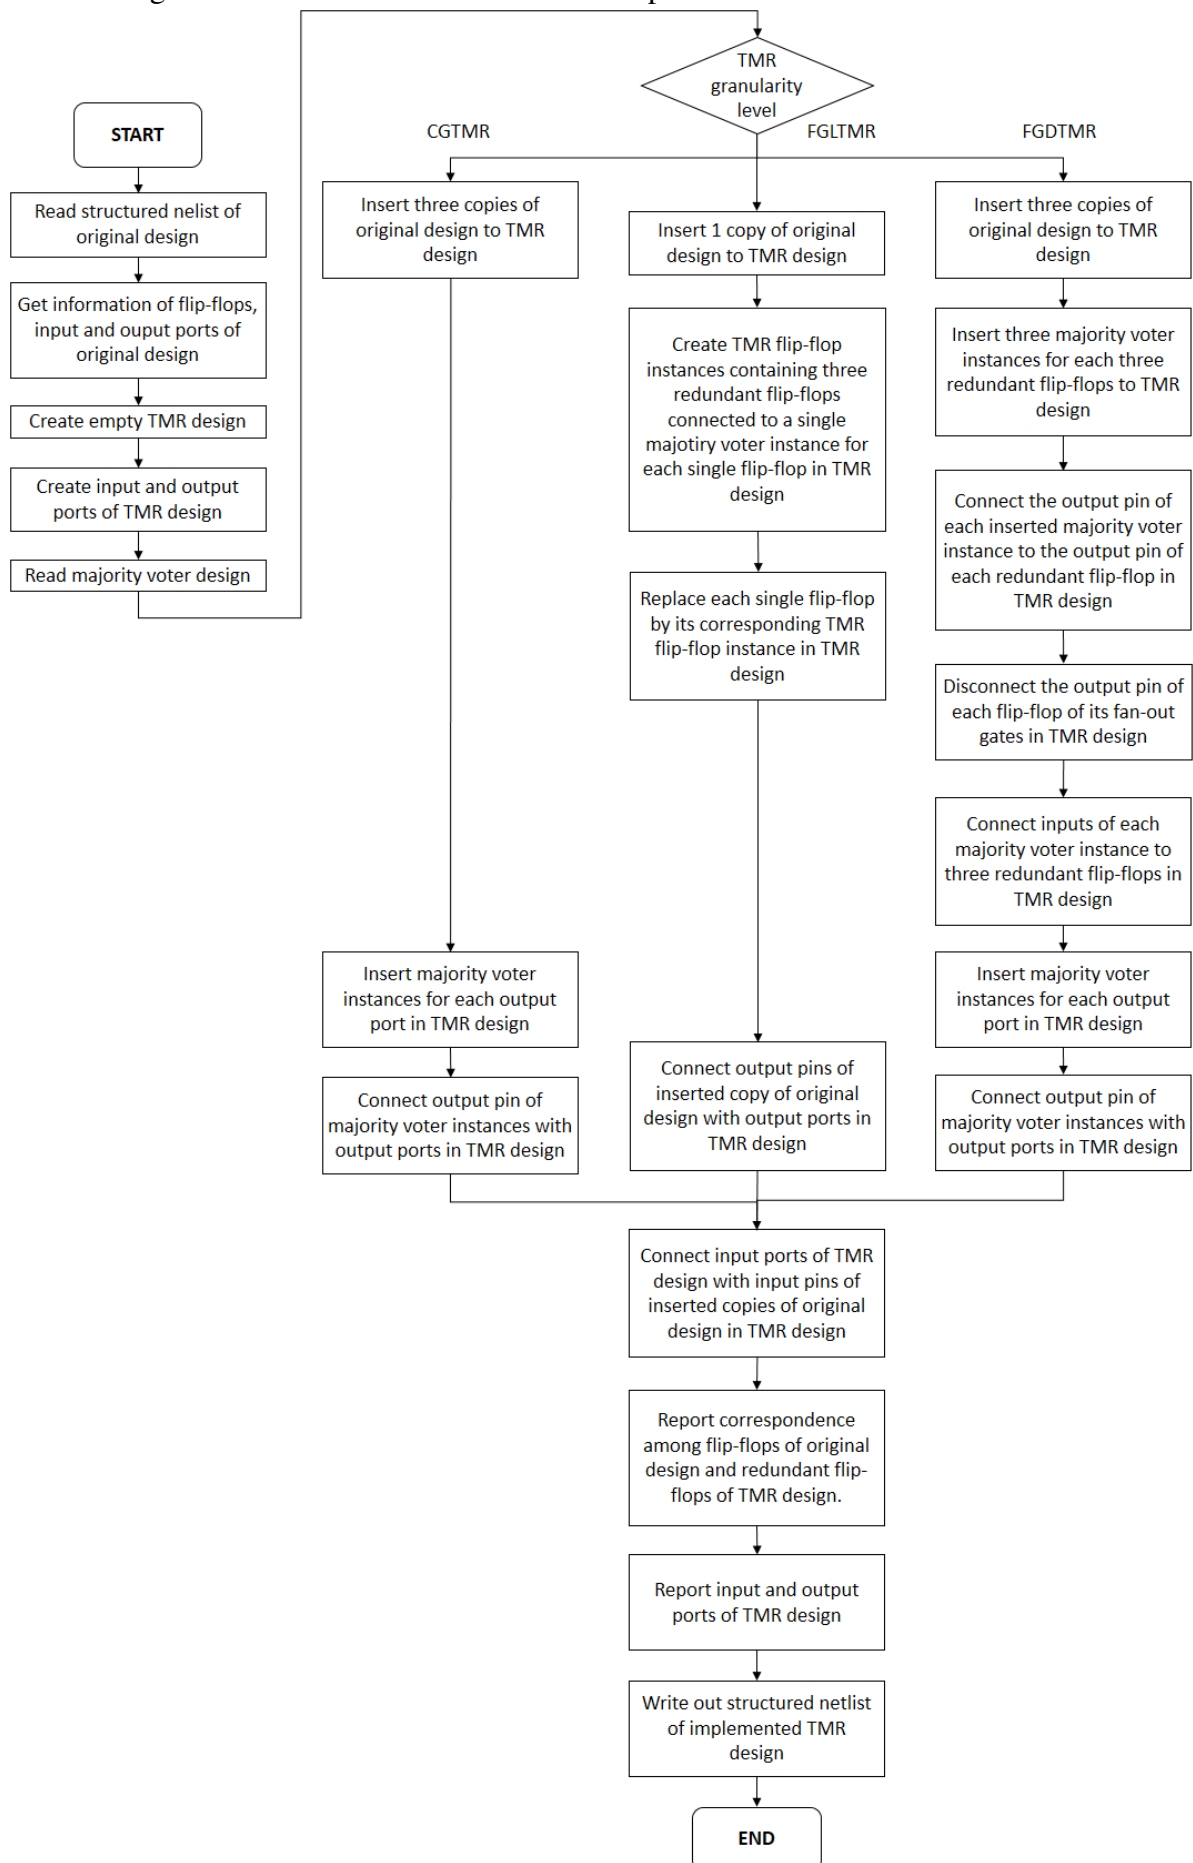 TMR
granularity
level
CGTMR
FGLTMR
FGDTMR
START
Read structured nelist of
original design
Get information of flip-flops,
input and ouput ports of
original design
Create empty TMR design
Create input and output
ports of TMR design
Read majority voter design
Insert three copies of
original design to TMR
design
Insert majority voter
instances for each output
port in TMR design
Connect output pin of
majority voter instances with
output ports in TMR design
Insert 1 copy of original
design to TMR design
Create TMR flip-flop
instances containing three
redundant flip-flops
connected to a single
majotiry voter instance for
each single flip-flop in TMR
design
Replace each single flip-flop
by its corresponding TMR
flip-flop instance in TMR
design
Connect output pins of
inserted copy of original
design with output ports in
TMR design
Insert three copies of
original design to TMR
design
Insert three majority voter
instances for each three
redundant flip-flops to TMR
design
Connect the output pin of
each inserted majority voter
instance to the output pin of
each redundant flip-flop in
TMR design
Disconnect the output pin of
each flip-flop of its fan-out
gates in TMR design
Connect inputs of each
majority voter instance to
three redundant flip-flops in
TMR design
Insert majority voter
instances for each output
port in TMR design
Connect output pin of
majority voter instances with
output ports in TMR design
Connect input ports of TMR
design with input pins of
inserted copies of original
design in TMR design
Report correspondence
among flip-flops of original
design and redundant flip-
flops of TMR design.
Report input and output
ports of TMR design
Write out structured netlist
of implemented TMR
design
END